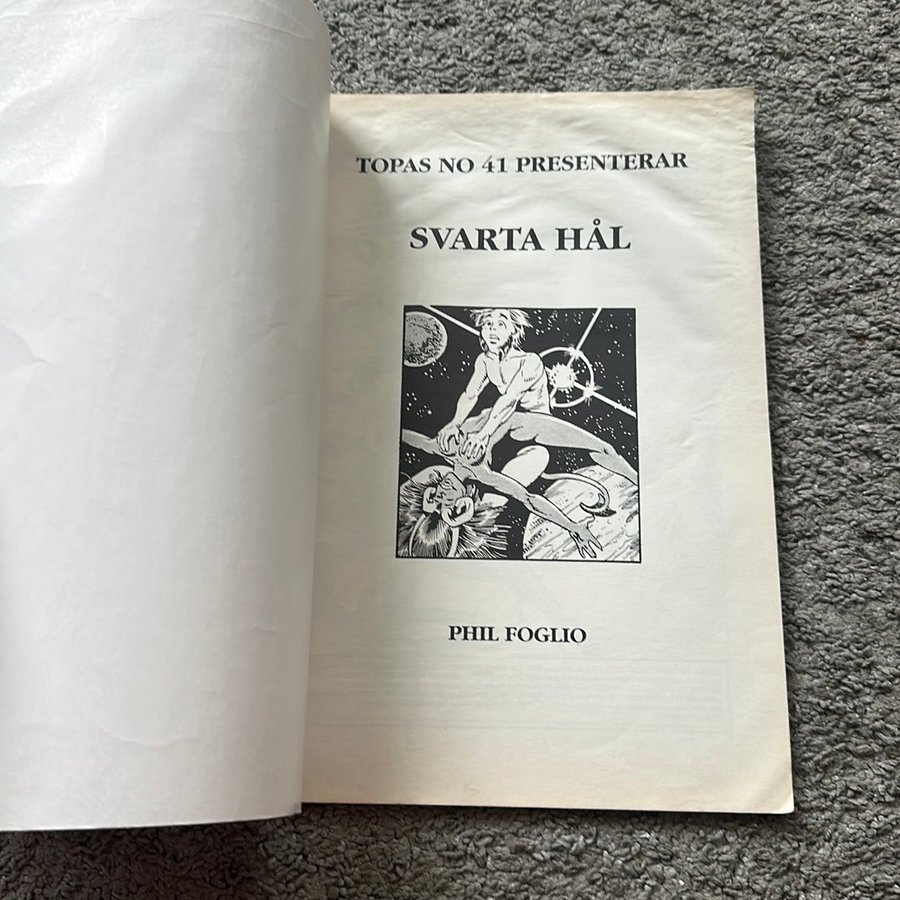 TOPAS NO 41 PRESENTERAR
SVARTA HÅL
PHIL FOGLIO